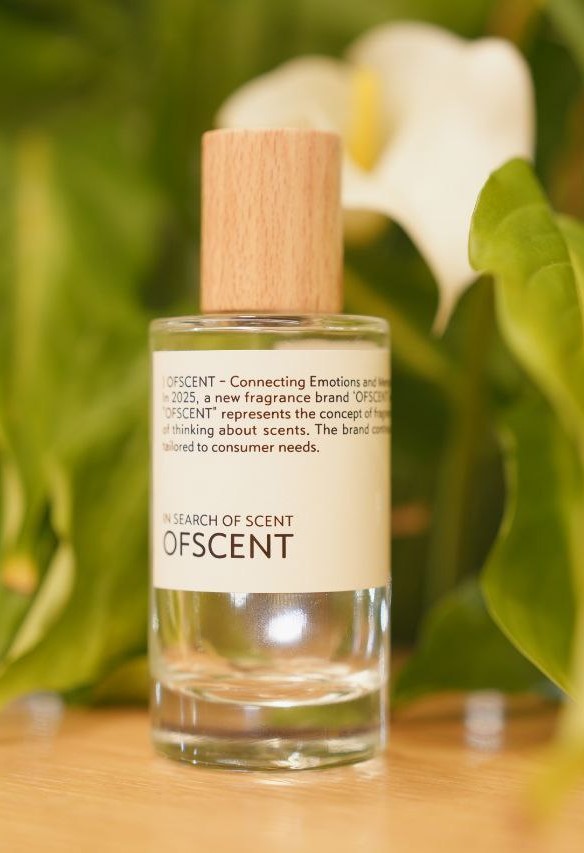 OFSCENT – Connecting Emotions and
In 2025, a new fragrance brand "OFSCENT
"OFSCENT" represents the concept of
of thinking about scents. The brand
tailored to consumer needs.
IN SEARCH OF SCENT
OFSCENT